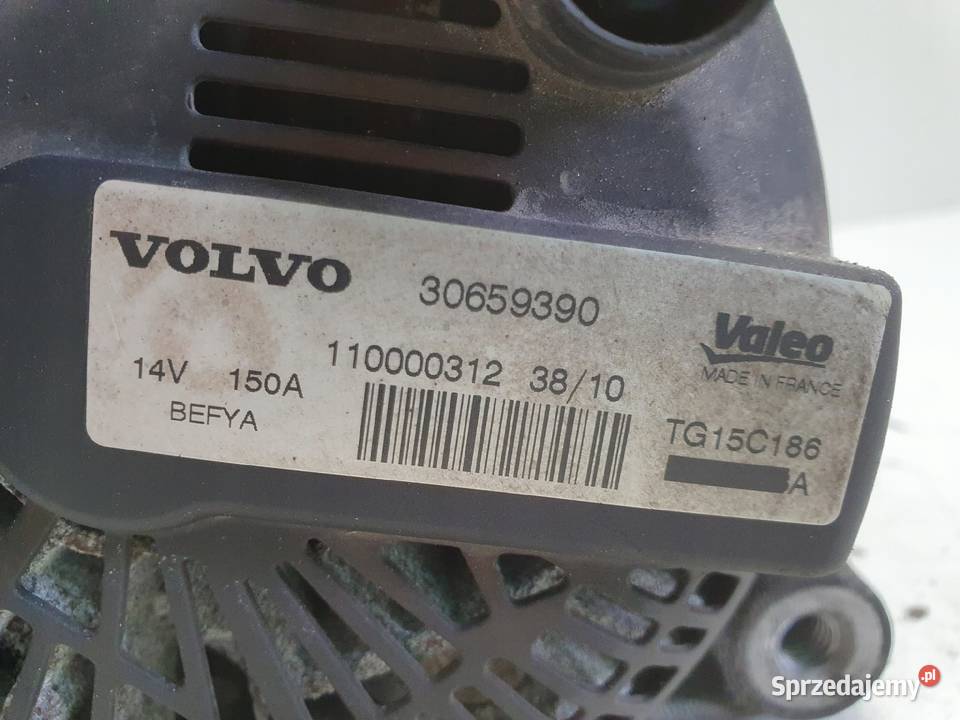 VOLVO 30659390
Valeo
MADE IN FRANCE
110000312 38/10
14V 150A
BEFYA
TG15C186
A
Sprzedajemy.pl